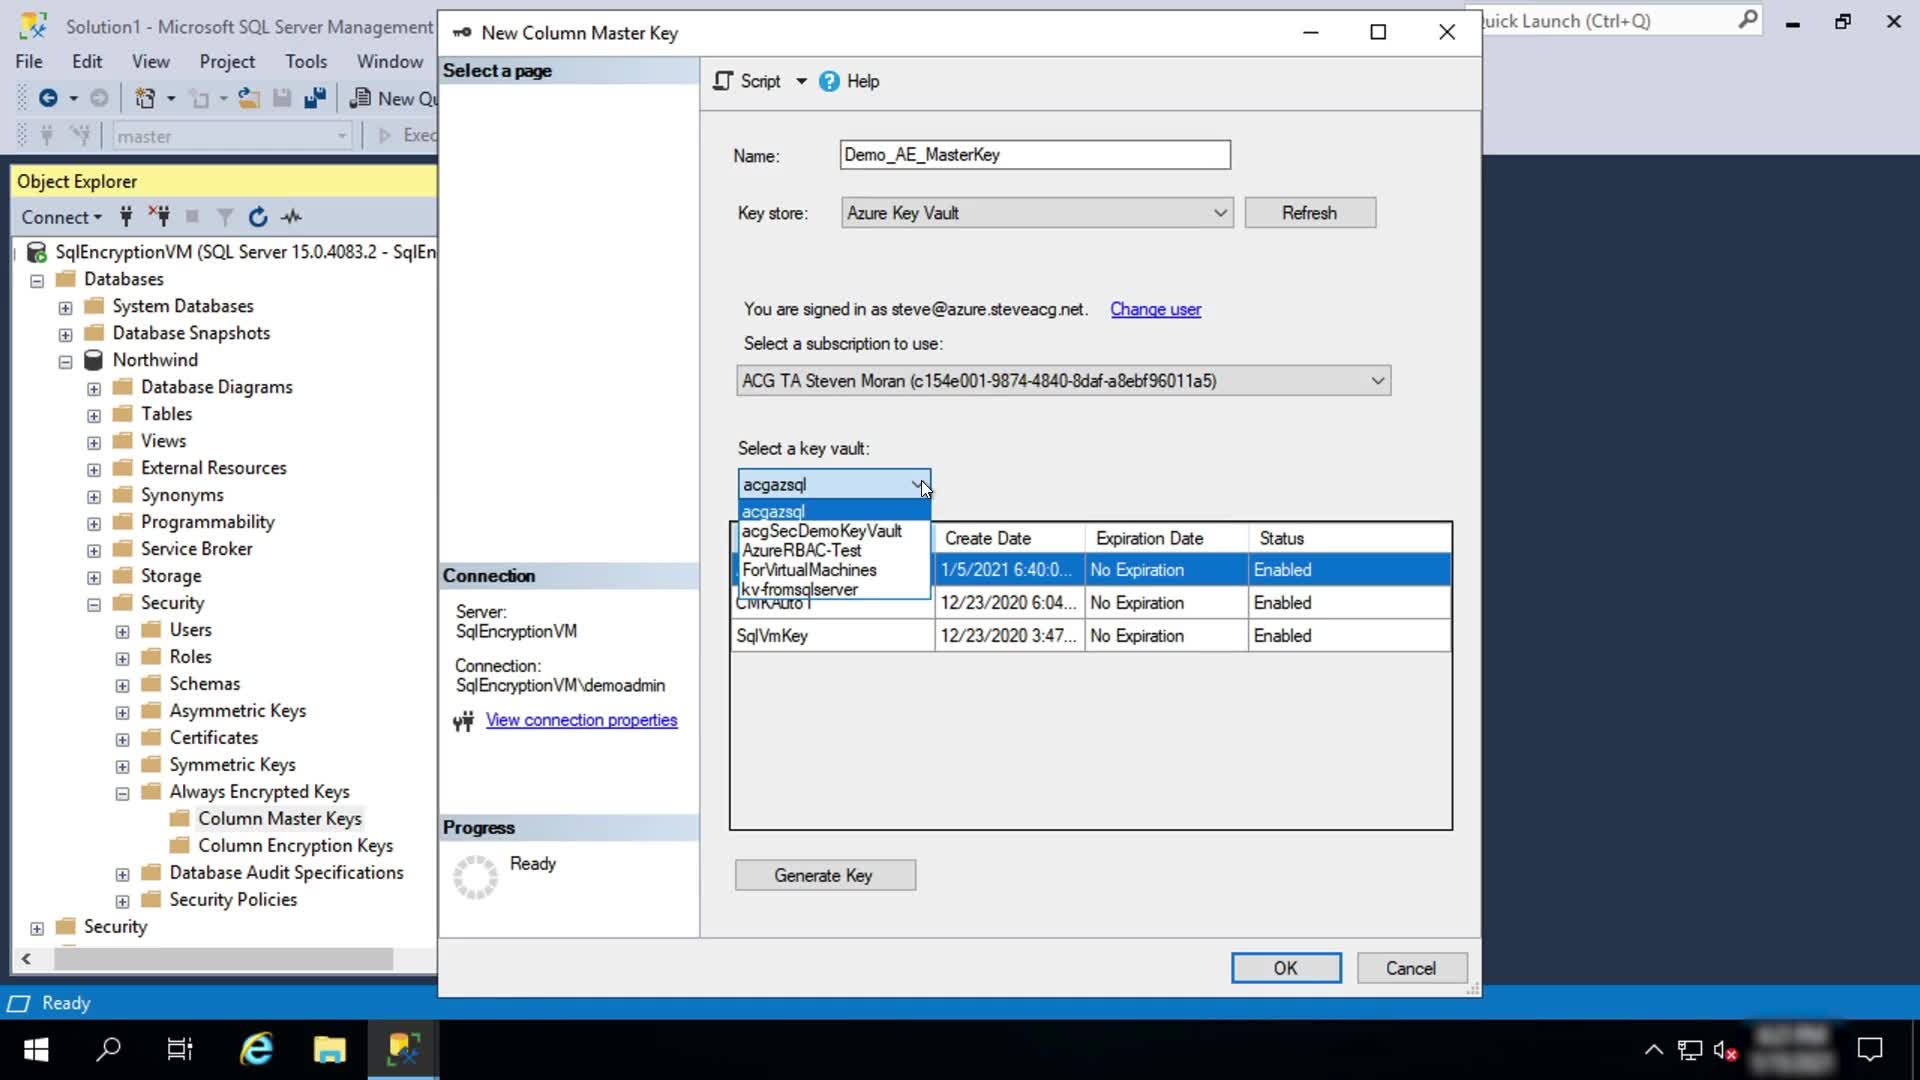 Solution1 - Microsoft SQL Server Management
Quick Launch (Ctrl+Q)
File Edit View Project Tools Window
New Qu
master
Exec
Object Explorer
Connect
SqlEncryptionVM (SQL Server 15.0.4083.2 - SqlEn
Databases
System Databases
Database Snapshots
Northwind
Database Diagrams
Tables
Views
External Resources
Synonyms
Programmability
Service Broker
Storage
Security
Users
Roles
Schemas
Asymmetric Keys
Certificates
Symmetric Keys
Always Encrypted Keys
Column Master Keys
Column Encryption Keys
Database Audit Specifications
Security Policies
Security
Ready
New Column Master Key
Select a page
Connection
Server:
SqlEncryptionVM
Connection:
SqlEncryptionVM\demoadmin
View connection properties
Progress
Ready
Script Help
Name: Demo_AE_MasterKey
Key store: Azure Key Vault Refresh
You are signed in as steve@azure.steveacg.net. Change user
Select a subscription to use:
ACG TA Steven Moran (c154e001-9874-4840-8daf-a8ebf96011a5)
Select a key vault:
acgazsql
acgazsql
acgSecDemoKeyVault
AzureRBAC-Test
ForVirtualMachines
kv-fromsqlserver
Create Date Expiration Date Status
1/5/2021 6:40:0... No Expiration Enabled
CMKAuto1 12/23/2020 6:04... No Expiration Enabled
SqlVmKey 12/23/2020 3:47... No Expiration Enabled
Generate Key
OK Cancel